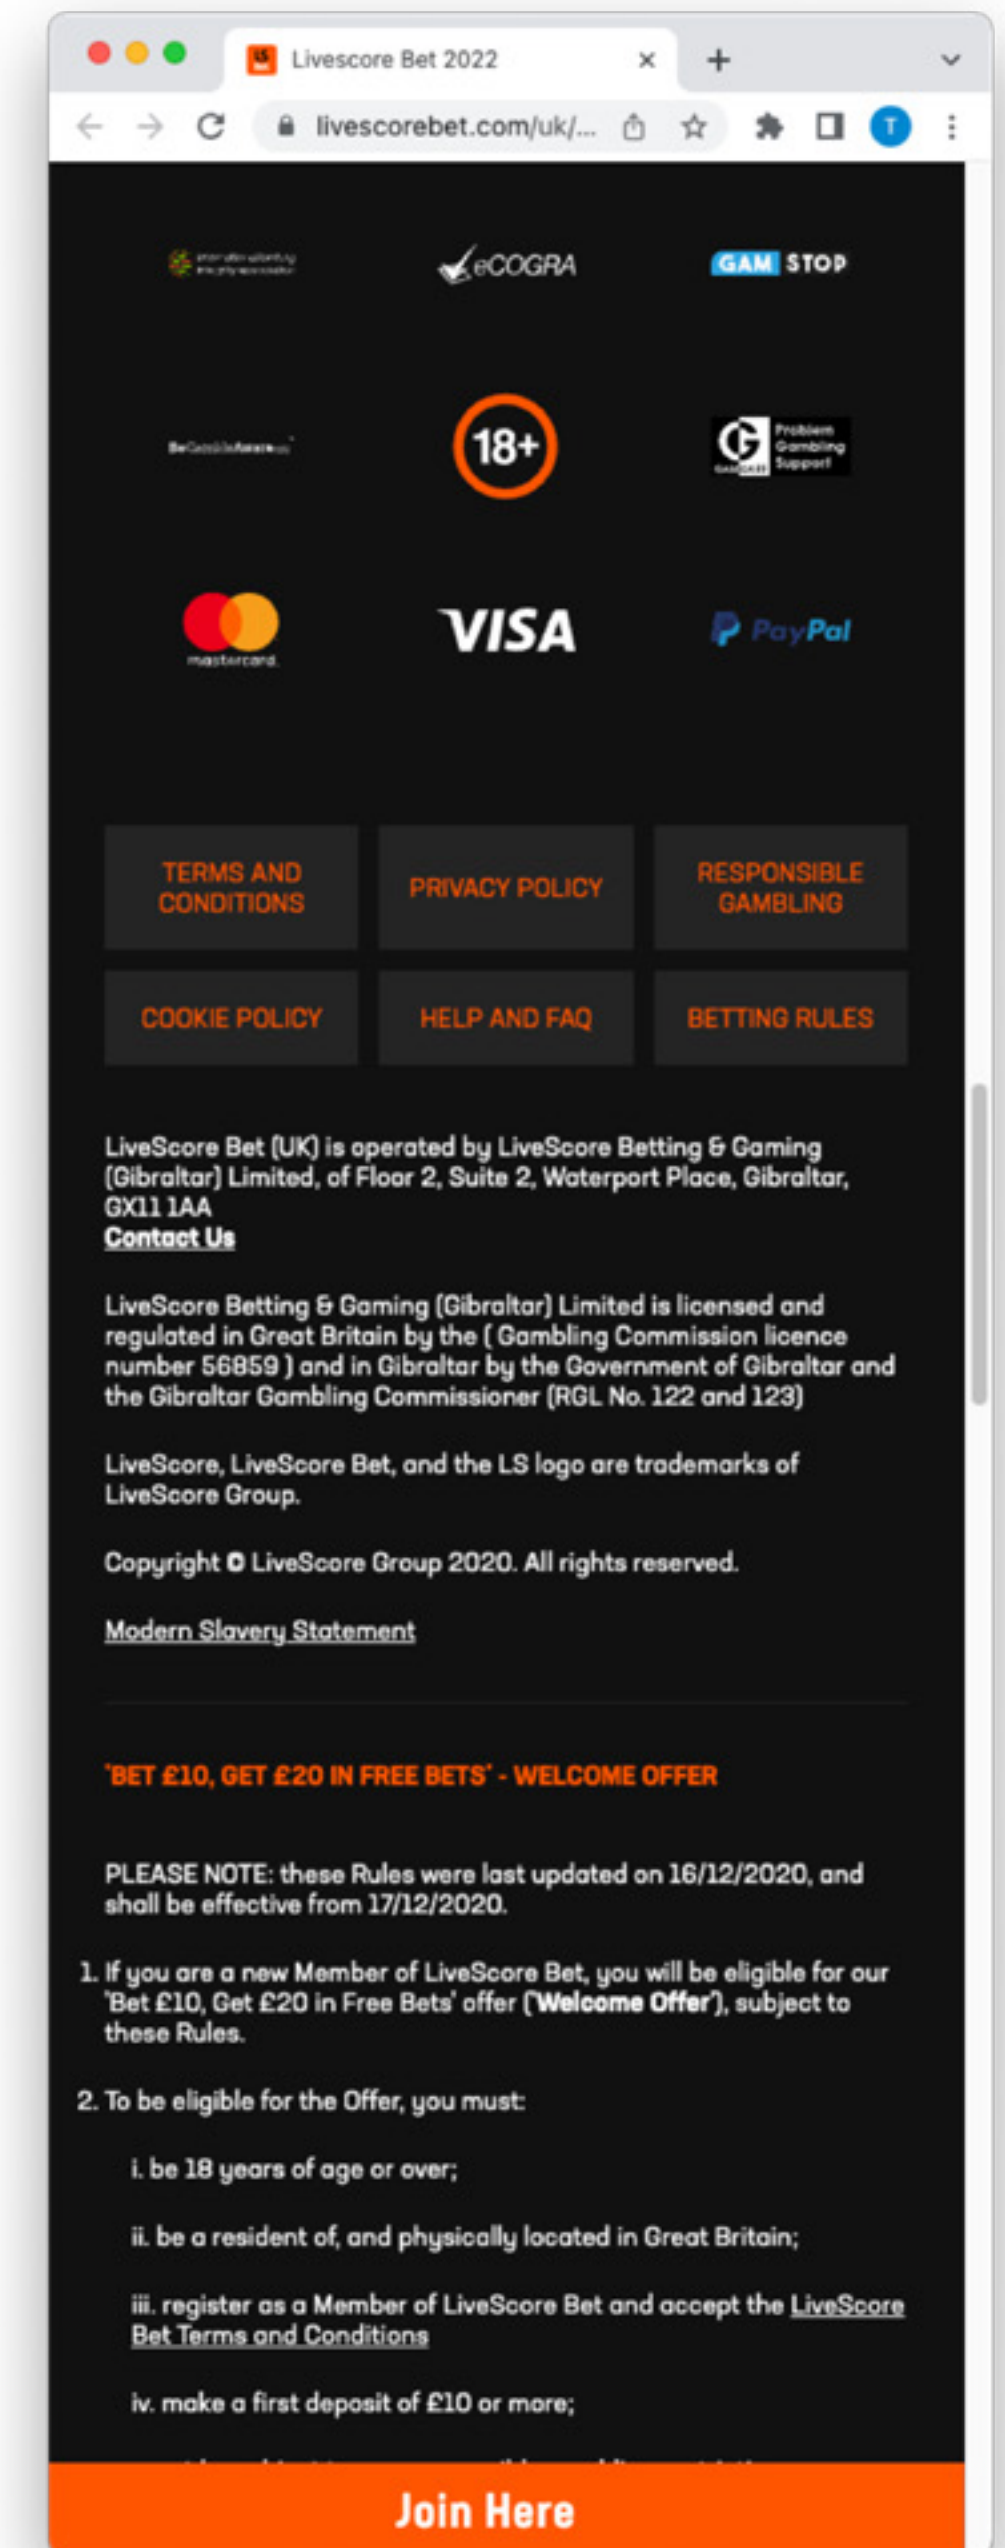 Livescore Bet 2022
livescorebet.com/uk/...
T
eCOGRA
GAM STOP
18+
Problem
Gambling
Support
mastercard
VISA
PayPal
TERMS AND
CONDITIONS
PRIVACY POLICY
RESPONSIBLE
GAMBLING
COOKIE POLICY
HELP AND FAQ
BETTING RULES
LiveScore Bet (UK) is operated by LiveScore Betting & Gaming
(Gibraltar) Limited, of Floor 2, Suite 2, Waterport Place, Gibraltar,
GX11 1AA
Contact Us
LiveScore Betting & Gaming (Gibraltar) Limited is licensed and
regulated in Great Britain by the ( Gambling Commission licence
number 56859 ) and in Gibraltar by the Government of Gibraltar and
the Gibraltar Gambling Commissioner (RGL No. 122 and 123)
LiveScore, LiveScore Bet, and the LS logo are trademarks of
LiveScore Group.
Copyright © LiveScore Group 2020. All rights reserved.
Modern Slavery Statement
'BET £10, GET £20 IN FREE BETS' - WELCOME OFFER
PLEASE NOTE: these Rules were last updated on 16/12/2020, and
shall be effective from 17/12/2020.
1. If you are a new Member of LiveScore Bet, you will be eligible for our
'Bet £10, Get £20 in Free Bets' offer ('Welcome Offer'), subject to
these Rules.
2. To be eligible for the Offer, you must:
i. be 18 years of age or over;
ii. be a resident of, and physically located in Great Britain;
iii. register as a Member of LiveScore Bet and accept the LiveScore
Bet Terms and Conditions
iv. make a first deposit of £10 or more;
Join Here